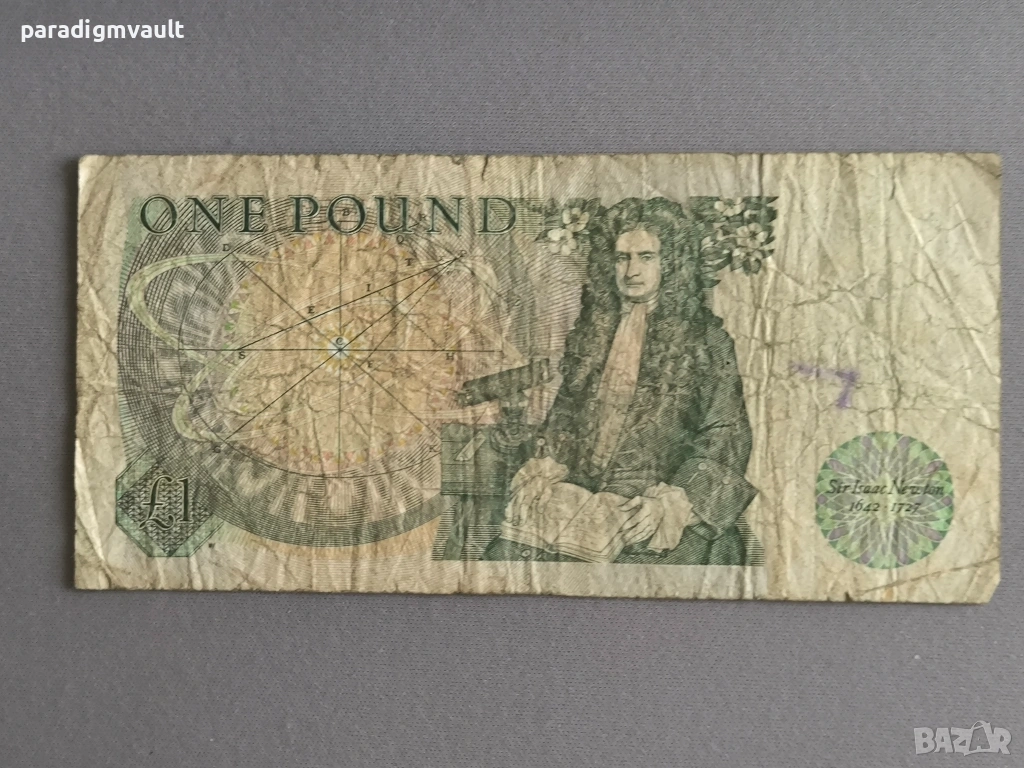 paradigmvault
ONE POUND
B
D
R
Q
T
I
E
S
C
H
G
K
£1
Sir Isaac Newton
1642-1727
BAZAR